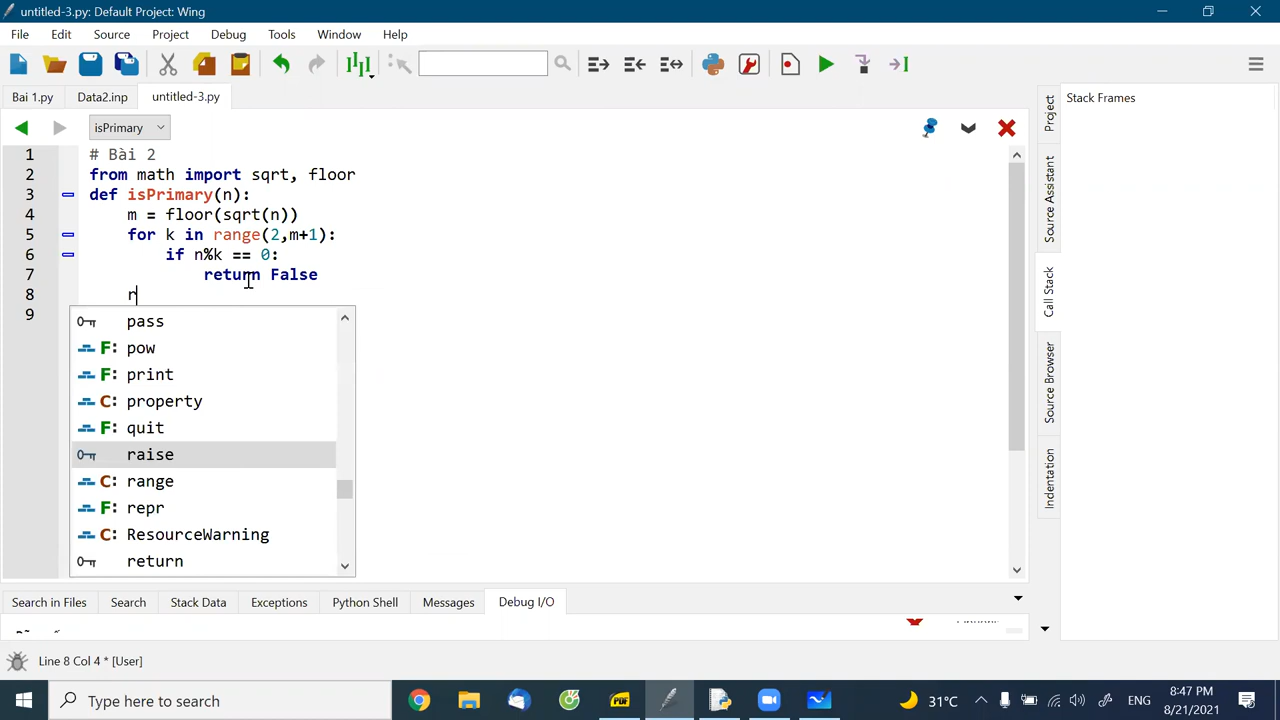 untitled-3.py: Default Project: Wing
File Edit Source Project Debug Tools Window Help
Bai 1.py Data2.inp untitled-3.py
isPrimary
Stack Frames
1 # Bài 2
2 from math import sqrt, floor
3 def isPrimary(n):
4 m = floor(sqrt(n))
5 for k in range(2,m+1):
6 if n%k == 0:
7 return False
8 r
9
pass
F: pow
F: print
C: property
F: quit
raise
C: range
F: repr
C: ResourceWarning
return
Project
Source Assistant
Call Stack
Source Browser
Indentation
Search in Files Search Stack Data Exceptions Python Shell Messages Debug I/O
Line 8 Col 4 * [User]
Type here to search
PDF
31°C
ENG
8:47 PM
8/21/2021